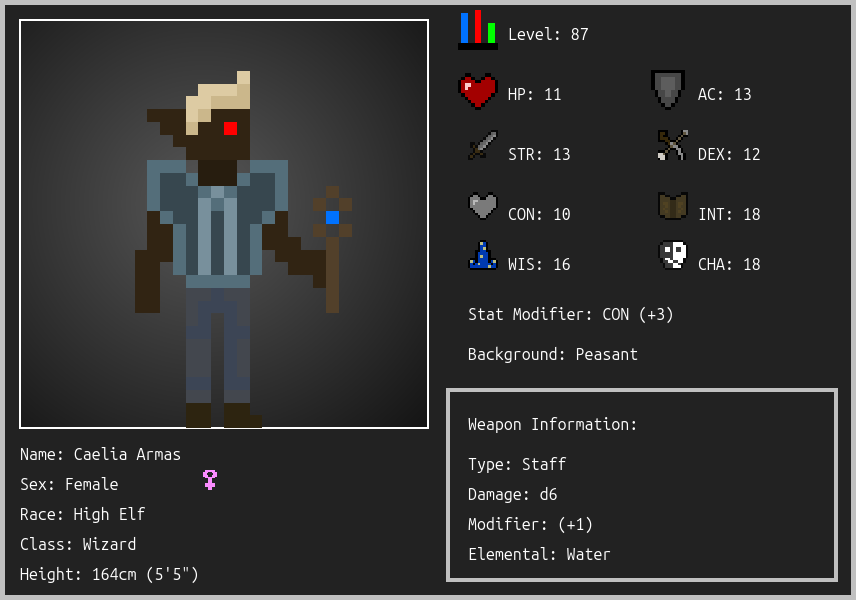 Level: 87
HP: 11
AC: 13
STR: 13
DEX: 12
CON: 10
INT: 18
WIS: 16
CHA: 18
Stat Modifier: CON (+3)
Background: Peasant
Weapon Information:
Type: Staff
Damage: d6
Modifier: (+1)
Elemental: Water
Name: Caelia Armas
Sex: Female
Race: High Elf
Class: Wizard
Height: 164cm (5'5")